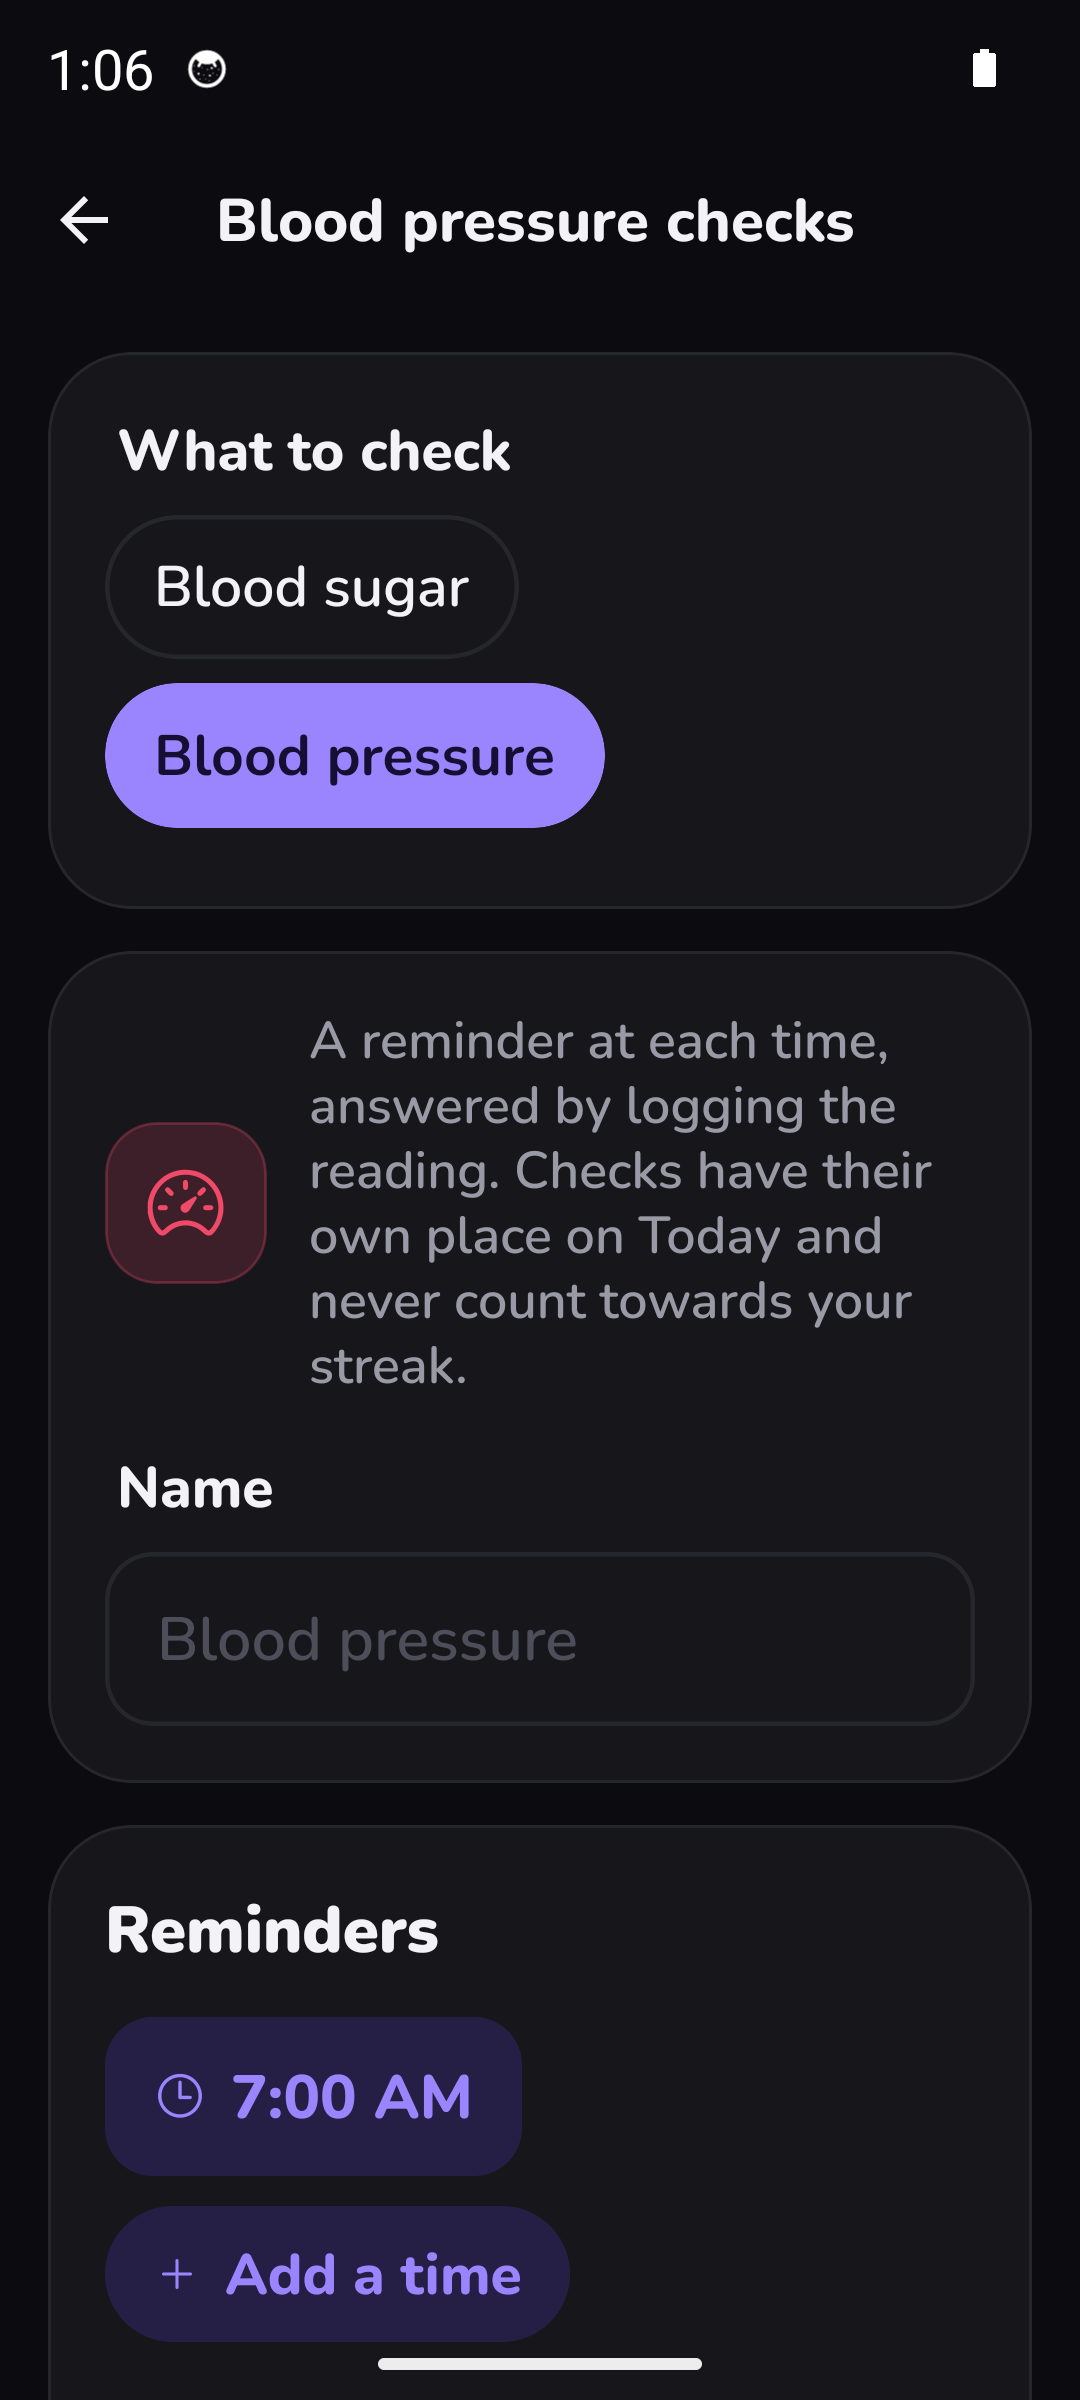 1:06
Blood pressure checks
What to check
Blood sugar
Blood pressure
A reminder at each time,
answered by logging the
reading. Checks have their
own place on Today and
never count towards your
streak.
Name
Blood pressure
Reminders
7:00 AM
Add a time